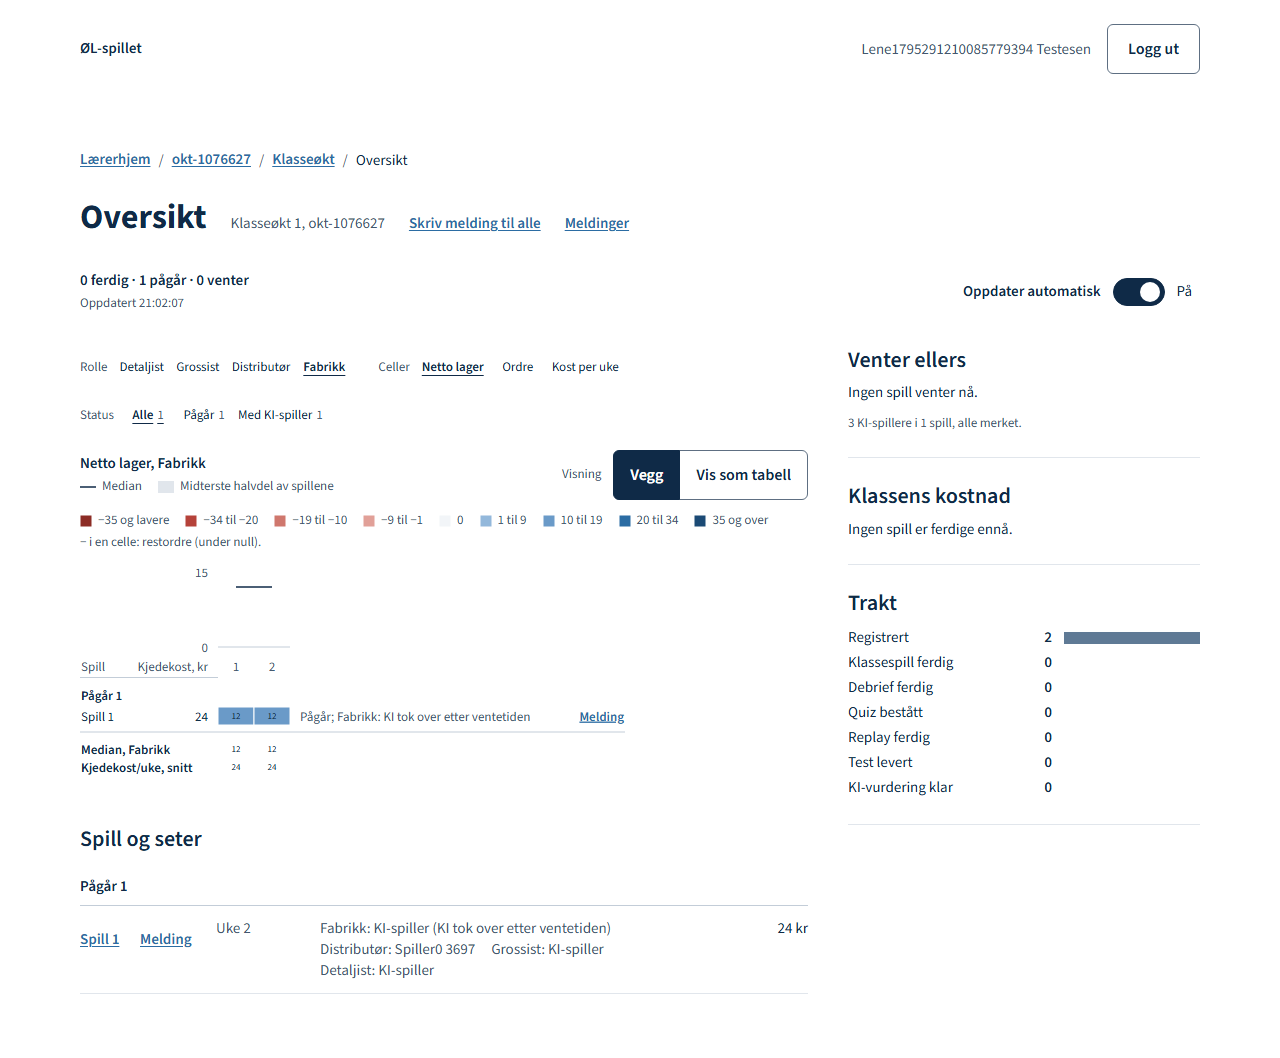 ØL-spillet
Lene1795291210085779394 Testesen
Logg ut
Lærerhjem / okt-1076627 / Klasseøkt / Oversikt
Oversikt Klasseøkt 1, okt-1076627 Skriv melding til alle Meldinger
0 ferdig · 1 pågår · 0 venter
Oppdatert 21:02:07
Oppdater automatisk På
Rolle Detaljist Grossist Distributør Fabrikk Celler Netto lager Ordre Kost per uke
Status Alle 1 Pågår 1 Med KI-spiller 1
Netto lager, Fabrikk
Median Midterste halvdel av spillene
Visning Vegg Vis som tabell
−35 og lavere −34 til −20 −19 til −10 −9 til −1 0 1 til 9 10 til 19 20 til 34 35 og over
− i en celle: restordre (under null).
15
0
Spill Kjedekost, kr 1 2
Pågår 1
Spill 1 24 12 12 Pågår; Fabrikk: KI tok over etter ventetiden Melding
Median, Fabrikk 12 12
Kjedekost/uke, snitt 24 24
Spill og seter
Pågår 1
Spill 1 Melding Uke 2 Fabrikk: KI-spiller (KI tok over etter ventetiden) 24 kr
Distributør: Spiller0 3697 Grossist: KI-spiller
Detaljist: KI-spiller
Venter ellers
Ingen spill venter nå.
3 KI-spillere i 1 spill, alle merket.
Klassens kostnad
Ingen spill er ferdige ennå.
Trakt
Registrert 2
Klassespill ferdig 0
Debrief ferdig 0
Quiz bestått 0
Replay ferdig 0
Test levert 0
KI-vurdering klar 0